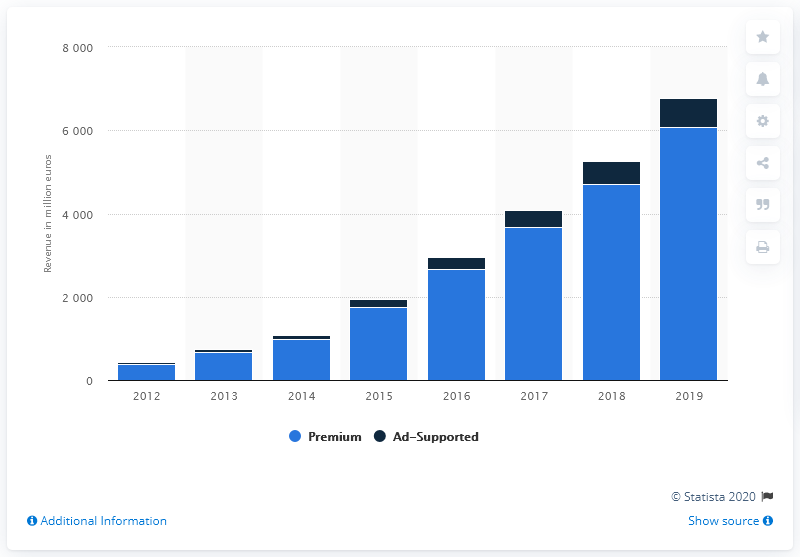 8 000
6 000
4 000
2 000
0
Revenue in million euros
2012 2013 2014 2015 2016 2017 2018 2019
Premium Ad-Supported
© Statista 2020
Additional Information Show source